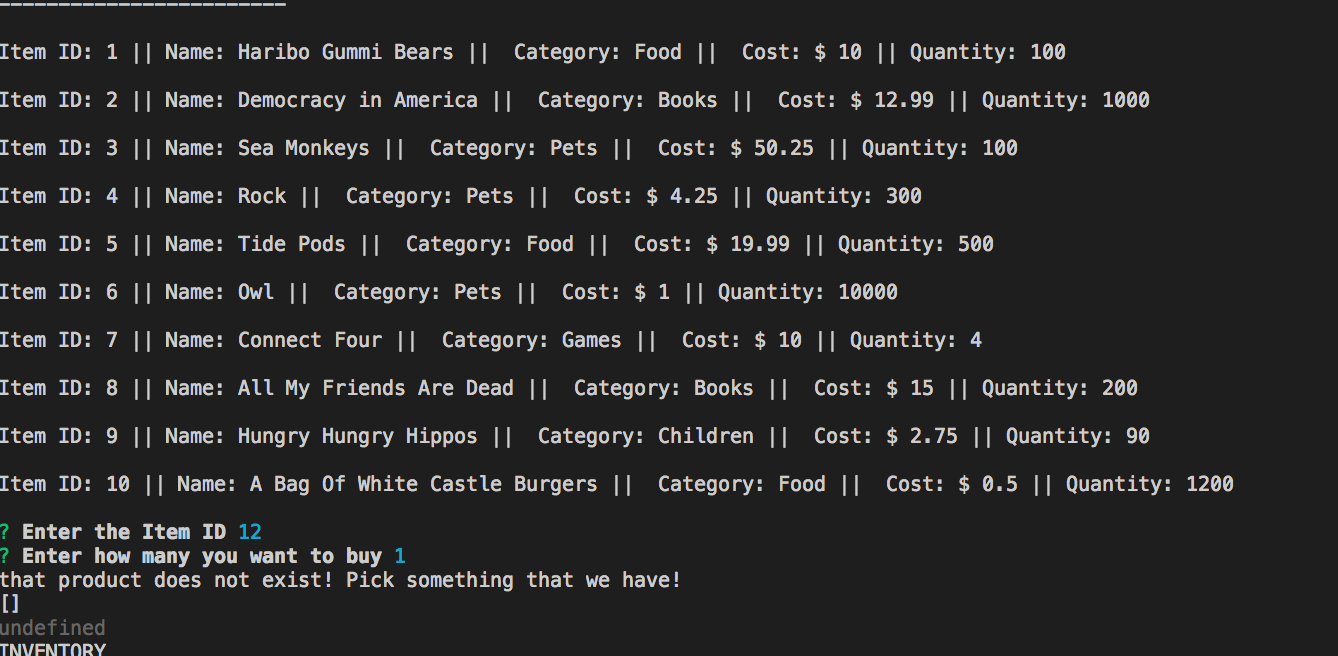 ------------------------
Item ID: 1 || Name: Haribo Gummi Bears ||  Category: Food ||  Cost: $ 10 || Quantity: 100
Item ID: 2 || Name: Democracy in America ||  Category: Books ||  Cost: $ 12.99 || Quantity: 1000
Item ID: 3 || Name: Sea Monkeys ||  Category: Pets ||  Cost: $ 50.25 || Quantity: 100
Item ID: 4 || Name: Rock ||  Category: Pets ||  Cost: $ 4.25 || Quantity: 300
Item ID: 5 || Name: Tide Pods ||  Category: Food ||  Cost: $ 19.99 || Quantity: 500
Item ID: 6 || Name: Owl ||  Category: Pets ||  Cost: $ 1 || Quantity: 10000
Item ID: 7 || Name: Connect Four ||  Category: Games ||  Cost: $ 10 || Quantity: 4
Item ID: 8 || Name: All My Friends Are Dead ||  Category: Books ||  Cost: $ 15 || Quantity: 200
Item ID: 9 || Name: Hungry Hungry Hippos ||  Category: Children ||  Cost: $ 2.75 || Quantity: 90
Item ID: 10 || Name: A Bag Of White Castle Burgers ||  Category: Food ||  Cost: $ 0.5 || Quantity: 1200
? Enter the Item ID 12
? Enter how many you want to buy 1
that product does not exist! Pick something that we have!
[]
undefined
INVENTORY